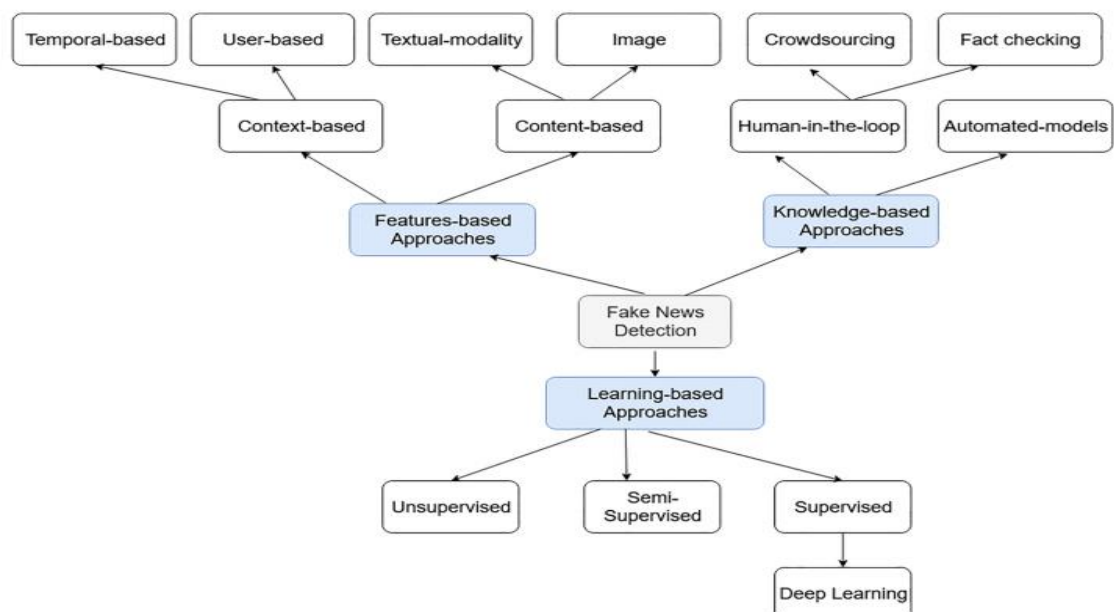 Temporal-based
User-based
Textual-modality
Image
Crowdsourcing
Fact checking
Context-based
Content-based
Human-in-the-loop
Automated-models
Features-based
Approaches
Knowledge-based
Approaches
Fake News
Detection
Learning-based
Approaches
Unsupervised
Semi-
Supervised
Supervised
Deep Learning